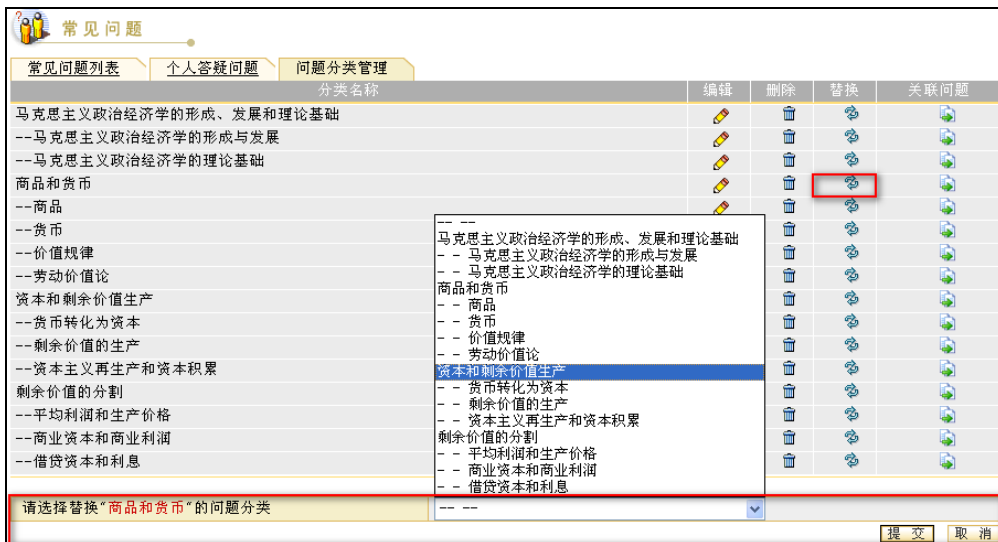 常见问题
常见问题列表 个人答疑问题 问题分类管理
分类名称 编辑 删除 替换 关联问题
马克思主义政治经济学的形成、发展和理论基础
--马克思主义政治经济学的形成与发展
--马克思主义政治经济学的理论基础
商品和货币
--商品
--货币
--价值规律
--劳动价值论
资本和剩余价值生产
--货币转化为资本
--剩余价值的生产
--资本主义再生产和资本积累
剩余价值的分割
--平均利润和生产价格
--商业资本和商业利润
--借贷资本和利息
-- --
马克思主义政治经济学的形成、发展和理论基础
- - 马克思主义政治经济学的形成与发展
- - 马克思主义政治经济学的理论基础
商品和货币
- - 商品
- - 货币
- - 价值规律
- - 劳动价值论
资本和剩余价值生产
- - 货币转化为资本
- - 剩余价值的生产
- - 资本主义再生产和资本积累
剩余价值的分割
- - 平均利润和生产价格
- - 商业资本和商业利润
- - 借贷资本和利息
请选择替换"商品和货币"的问题分类 -- --
提 交 取 消